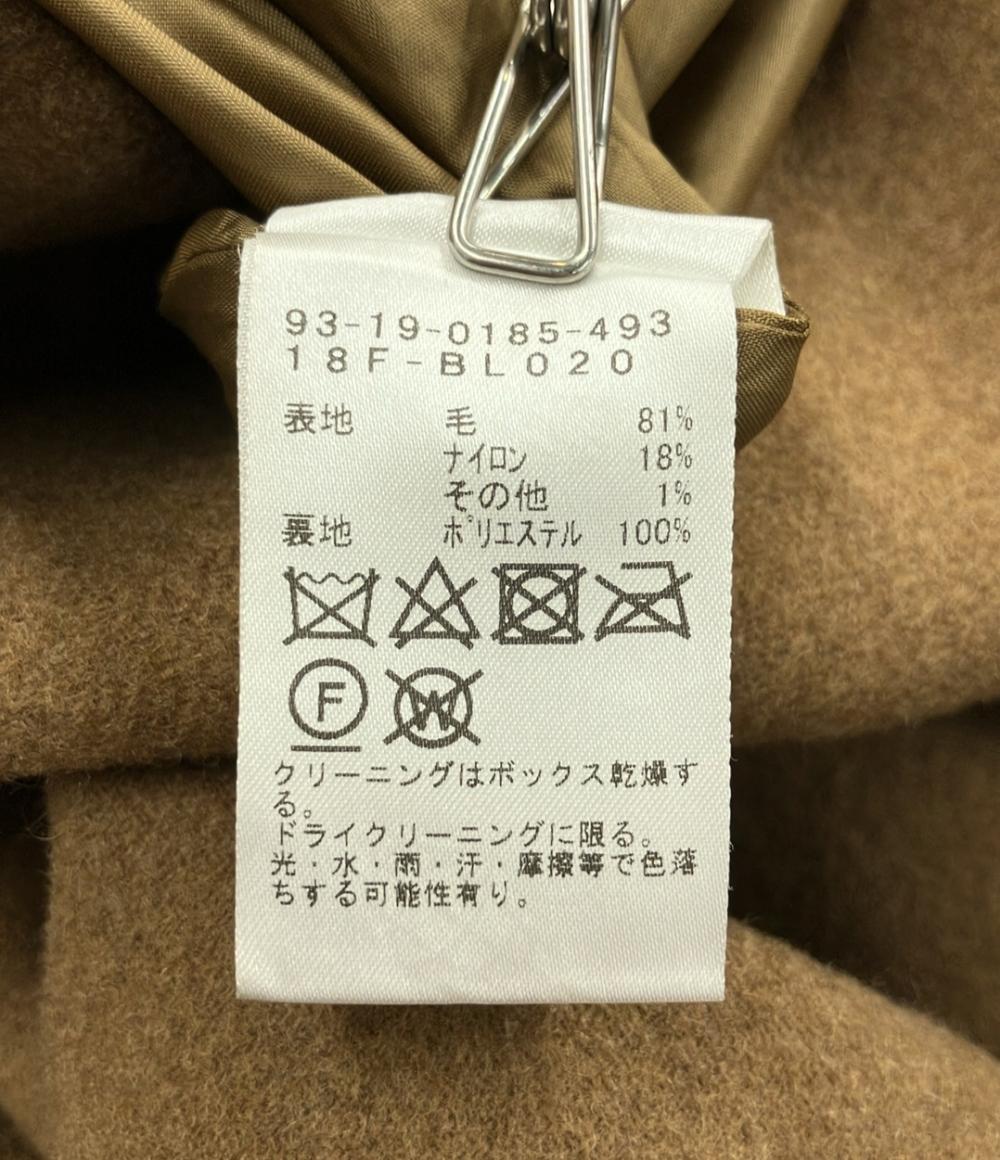 93-19-0185-493
18F-BL020
表地 毛 81%
ナイロン 18%
その他 1%
裏地 ポリエステル 100%
F W
クリーニングはボックス乾燥す
る。
ドライクリーニングに限る。
光・水・雨・汗・摩擦等で色落
ちする可能性有り。